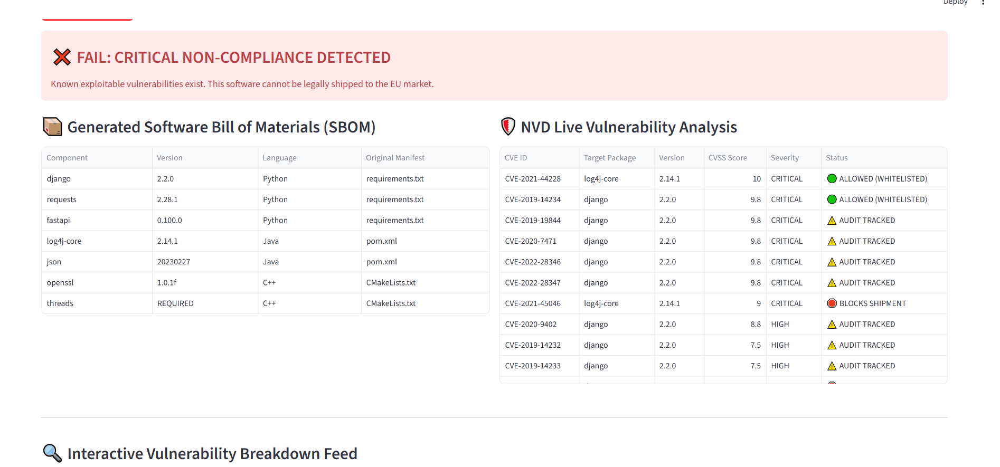 Deploy
FAIL: CRITICAL NON-COMPLIANCE DETECTED
Known exploitable vulnerabilities exist. This software cannot be legally shipped to the EU market.
Generated Software Bill of Materials (SBOM)
Component Version Language Original Manifest
django 2.2.0 Python requirements.txt
requests 2.28.1 Python requirements.txt
fastapi 0.100.0 Python requirements.txt
log4j-core 2.14.1 Java pom.xml
json 20230227 Java pom.xml
openssl 1.0.1f C++ CMakeLists.txt
threads REQUIRED C++ CMakeLists.txt
NVD Live Vulnerability Analysis
CVE ID Target Package Version CVSS Score Severity Status
CVE-2021-44228 log4j-core 2.14.1 10 CRITICAL ALLOWED (WHITELISTED)
CVE-2019-14234 django 2.2.0 9.8 CRITICAL ALLOWED (WHITELISTED)
CVE-2019-19844 django 2.2.0 9.8 CRITICAL AUDIT TRACKED
CVE-2020-7471 django 2.2.0 9.8 CRITICAL AUDIT TRACKED
CVE-2022-28346 django 2.2.0 9.8 CRITICAL AUDIT TRACKED
CVE-2022-28347 django 2.2.0 9.8 CRITICAL AUDIT TRACKED
CVE-2021-45046 log4j-core 2.14.1 9 CRITICAL BLOCKS SHIPMENT
CVE-2020-9402 django 2.2.0 8.8 HIGH AUDIT TRACKED
CVE-2019-14232 django 2.2.0 7.5 HIGH AUDIT TRACKED
CVE-2019-14233 django 2.2.0 7.5 HIGH AUDIT TRACKED
Interactive Vulnerability Breakdown Feed